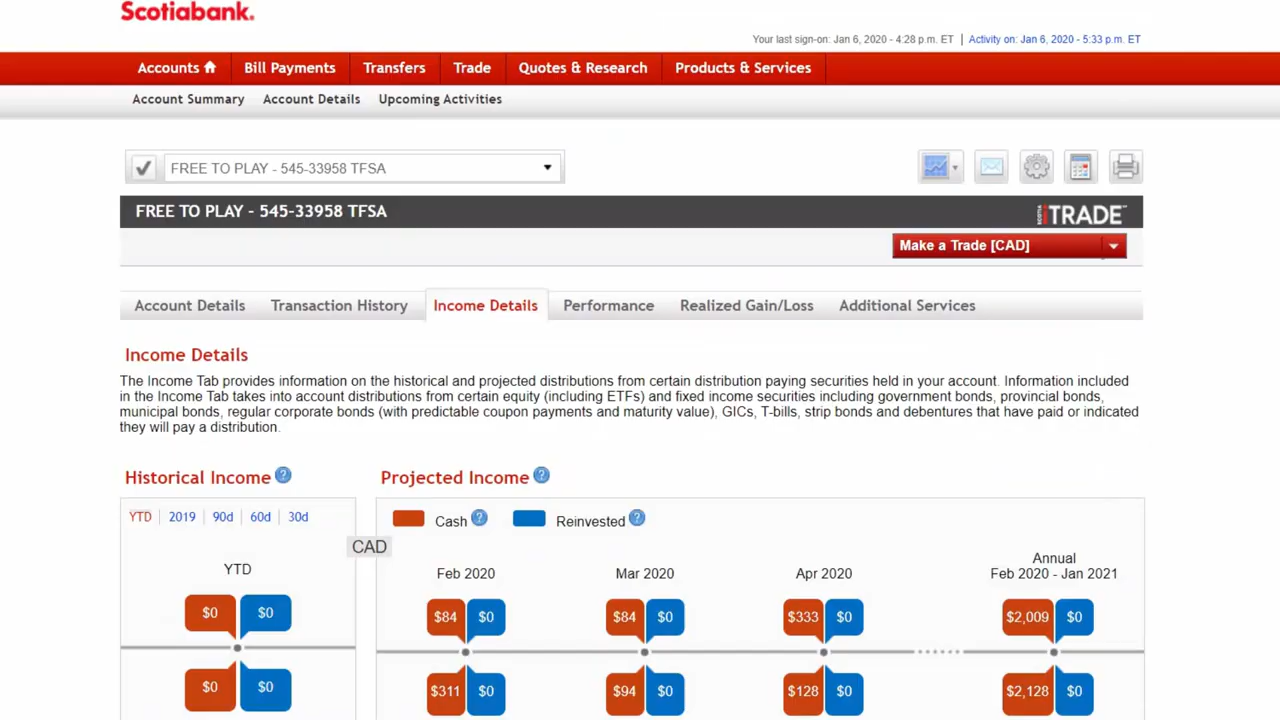 Scotiabank.
Your last sign-on: Jan 6, 2020 - 4:28 p.m. ET | Activity on: Jan 6, 2020 - 5:33 p.m. ET
Accounts Bill Payments Transfers Trade Quotes & Research Products & Services
Account Summary Account Details Upcoming Activities
FREE TO PLAY - 545-33958 TFSA
FREE TO PLAY - 545-33958 TFSA SCOTIA iTRADE™
Make a Trade [CAD]
Account Details Transaction History Income Details Performance Realized Gain/Loss Additional Services
Income Details
The Income Tab provides information on the historical and projected distributions from certain distribution paying securities held in your account. Information included
in the Income Tab takes into account distributions from certain equity (including ETFs) and fixed income securities including government bonds, provincial bonds,
municipal bonds, regular corporate bonds (with predictable coupon payments and maturity value), GICs, T-bills, strip bonds and debentures that have paid or indicated
they will pay a distribution.
Historical Income ? Projected Income ?
YTD | 2019 | 90d | 60d | 30d Cash ? Reinvested ?
CAD
YTD Feb 2020 Mar 2020 Apr 2020 Annual
Feb 2020 - Jan 2021
$0 $0 $84 $0 $84 $0 $333 $0 $2,009 $0
$0 $0 $311 $0 $94 $0 $128 $0 $2,128 $0